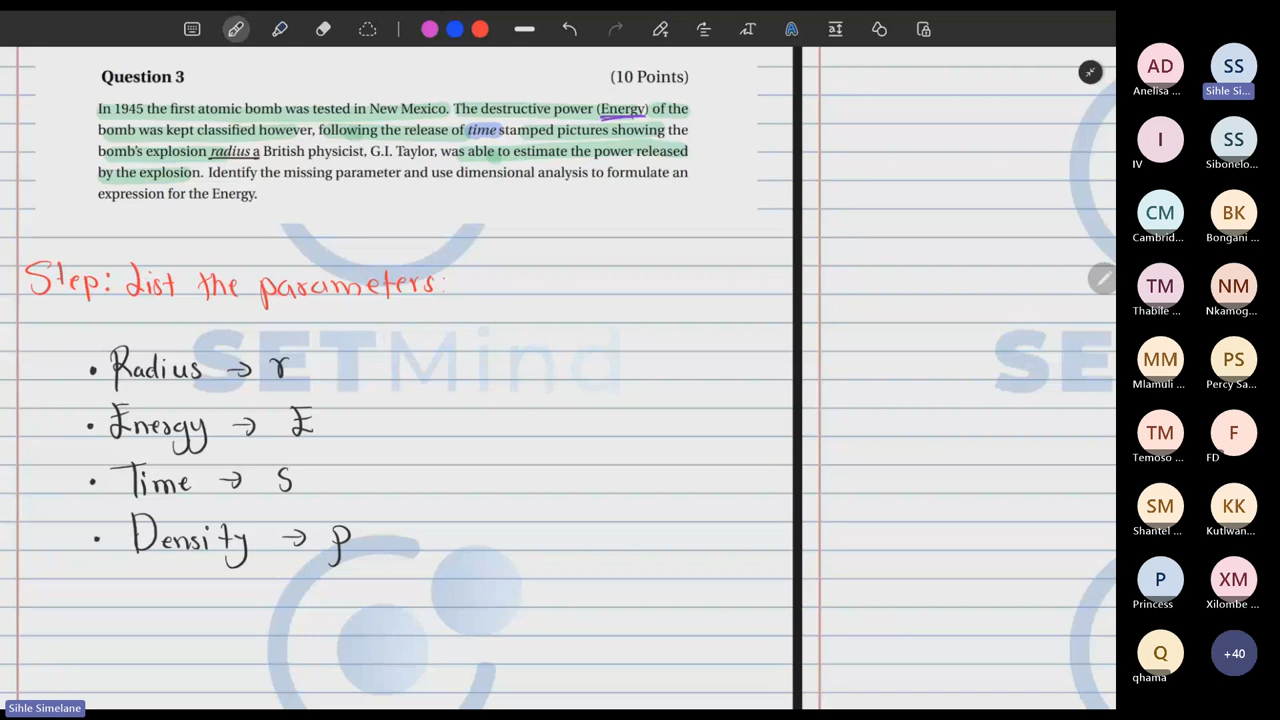 Question 3 (10 Points)
In 1945 the first atomic bomb was tested in New Mexico. The destructive power (Energy) of the
bomb was kept classified however, following the release of time stamped pictures showing the
bomb's explosion radius a British physicist, G.I. Taylor, was able to estimate the power released
by the explosion. Identify the missing parameter and use dimensional analysis to formulate an
expression for the Energy.
Step: List the parameters:
SETMind
SE
• Radius → r
• Energy → E
• Time → S
• Density → ρ
Sihle Simelane
AD
Anelisa ...
SS
Sihle Si...
I
IV
SS
Sibonelo...
CM
Cambrid...
BK
Bongani ...
TM
Thabile ...
NM
Nkamog...
MM
Mlamuli ...
PS
Percy Sa...
TM
Temoso ...
F
FD
SM
Shantel ...
KK
Kutlwan...
P
Princess
XM
Xilombe ...
Q
qhama
+40